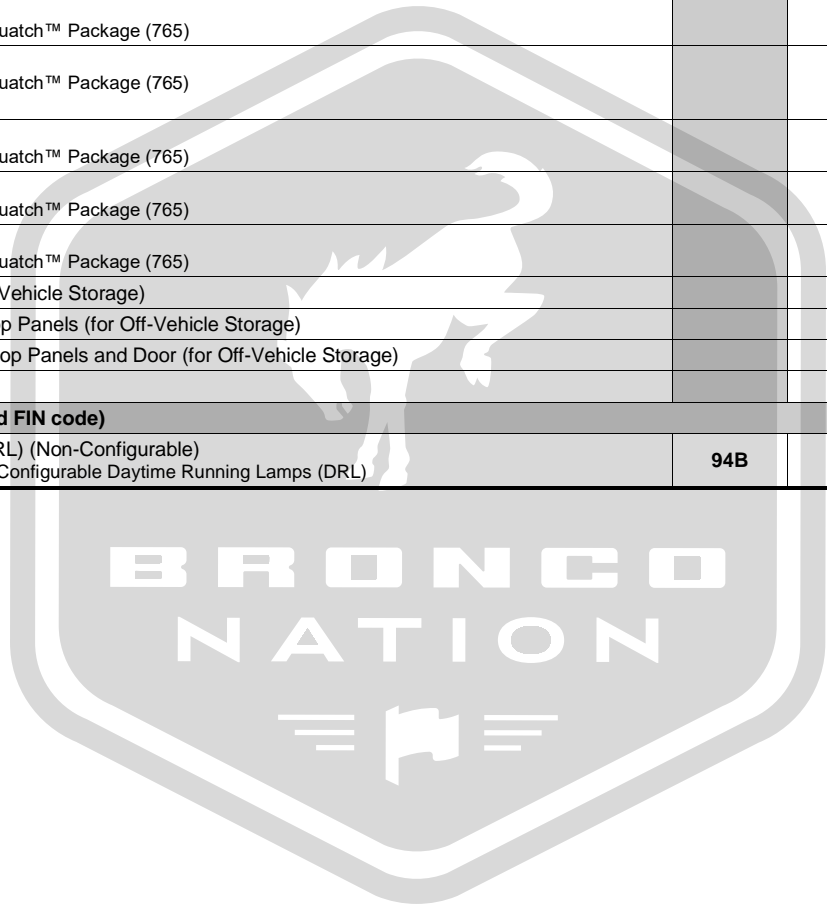 uatch™ Package (765)
uatch™ Package (765)
uatch™ Package (765)
uatch™ Package (765)
uatch™ Package (765)
Vehicle Storage)
p Panels (for Off-Vehicle Storage)
op Panels and Door (for Off-Vehicle Storage)
d FIN code)
RL) (Non-Configurable)
Configurable Daytime Running Lamps (DRL)
94B
BRONCO
NATION